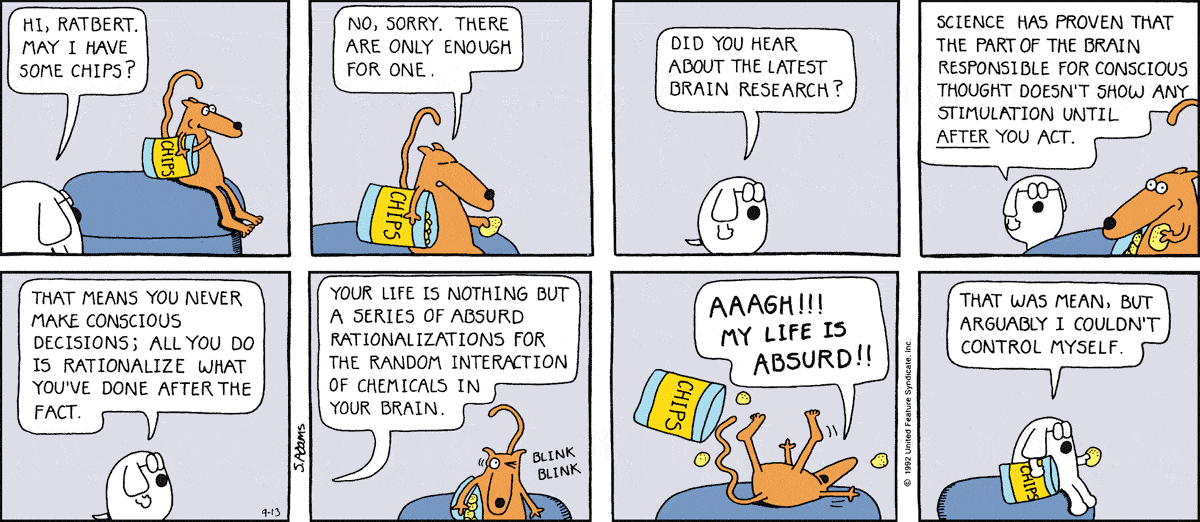 HI, RATBERT.
MAY I HAVE
SOME CHIPS?
CHIPS
NO, SORRY. THERE
ARE ONLY ENOUGH
FOR ONE.
CHIPS
DID YOU HEAR
ABOUT THE LATEST
BRAIN RESEARCH?
SCIENCE HAS PROVEN THAT
THE PART OF THE BRAIN
RESPONSIBLE FOR CONSCIOUS
THOUGHT DOESN'T SHOW ANY
STIMULATION UNTIL
AFTER YOU ACT.
THAT MEANS YOU NEVER
MAKE CONSCIOUS
DECISIONS; ALL YOU DO
IS RATIONALIZE WHAT
YOU'VE DONE AFTER THE
FACT.
9-13
S. ADAMS
YOUR LIFE IS NOTHING BUT
A SERIES OF ABSURD
RATIONALIZATIONS FOR
THE RANDOM INTERACTION
OF CHEMICALS IN
YOUR BRAIN.
BLINK
BLINK
AAAGH!!!
MY LIFE IS
ABSURD!!
CHIPS
© 1992 United Feature Syndicate, Inc.
THAT WAS MEAN, BUT
ARGUABLY I COULDN'T
CONTROL MYSELF.
CHIPS